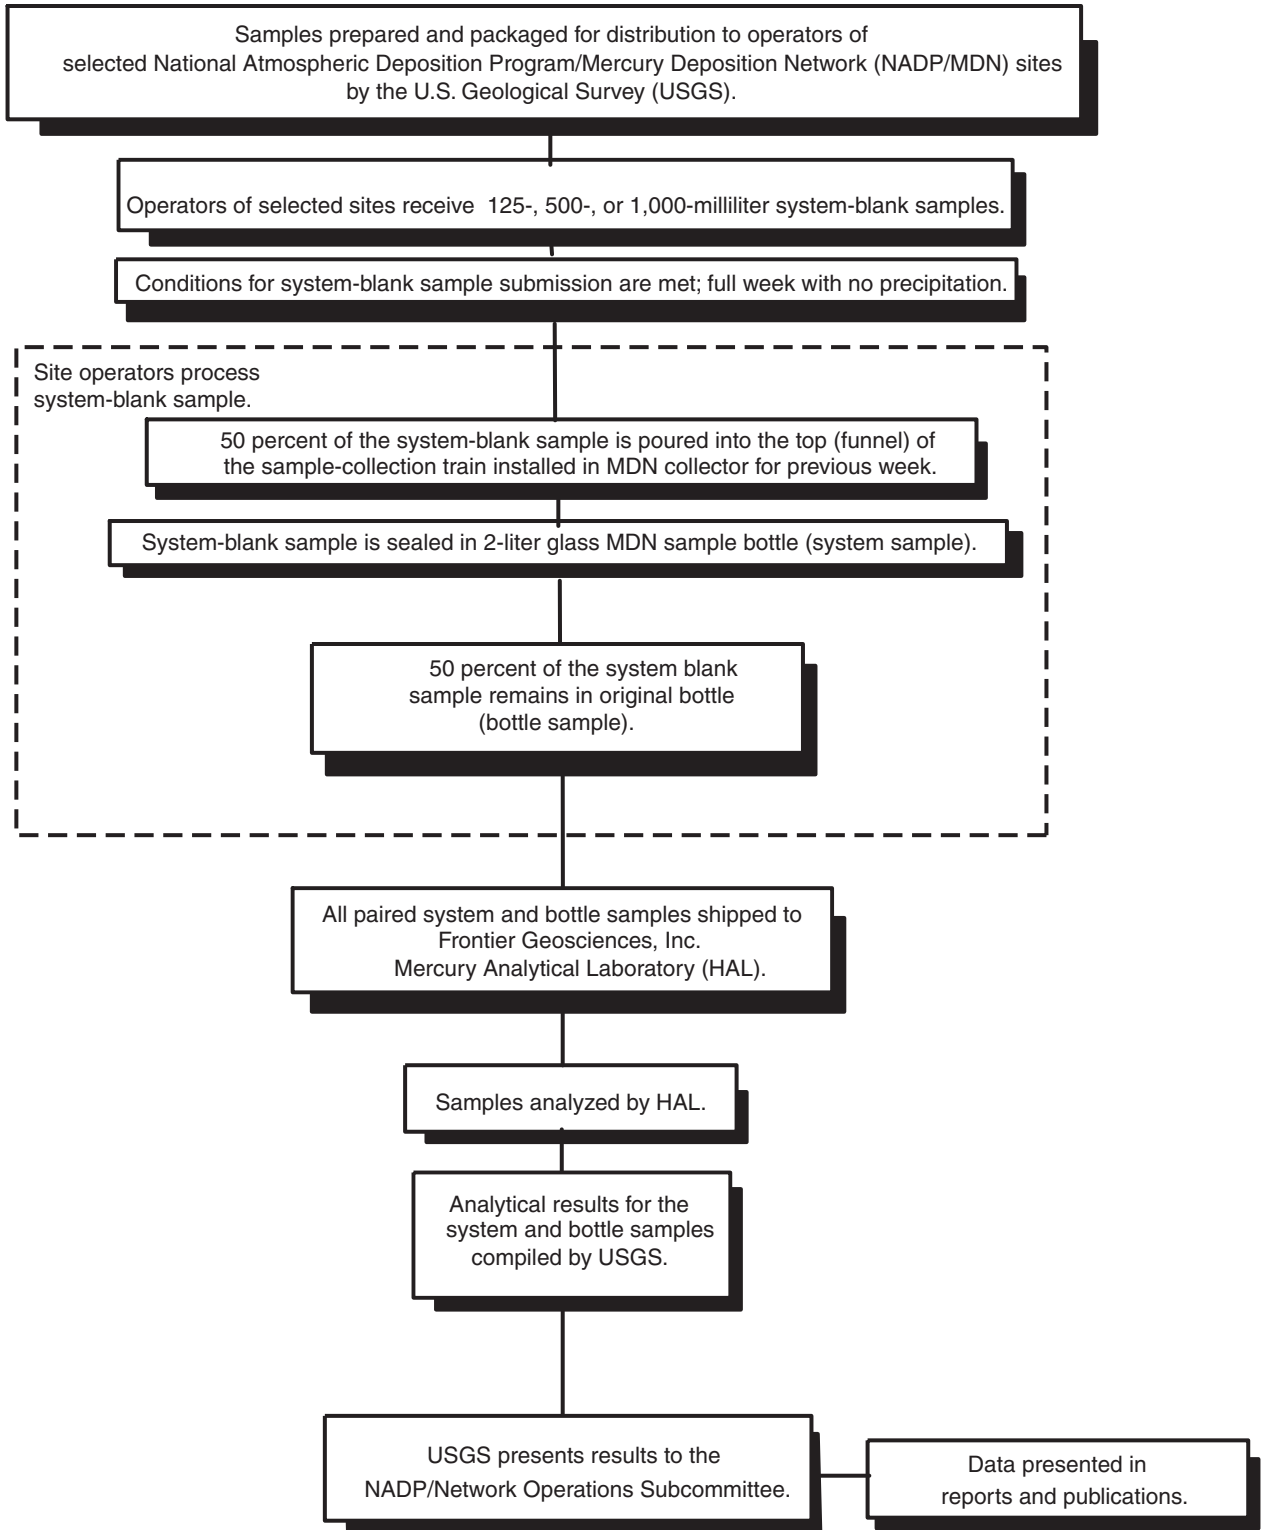 Samples prepared and packaged for distribution to operators of
selected National Atmospheric Deposition Program/Mercury Deposition Network (NADP/MDN) sites
by the U.S. Geological Survey (USGS).
Operators of selected sites receive 125-, 500-, or 1,000-milliliter system-blank samples.
Conditions for system-blank sample submission are met; full week with no precipitation.
Site operators process
system-blank sample.
50 percent of the system-blank sample is poured into the top (funnel) of
the sample-collection train installed in MDN collector for previous week.
System-blank sample is sealed in 2-liter glass MDN sample bottle (system sample).
50 percent of the system blank
sample remains in original bottle
(bottle sample).
All paired system and bottle samples shipped to
Frontier Geosciences, Inc.
Mercury Analytical Laboratory (HAL).
Samples analyzed by HAL.
Analytical results for the
system and bottle samples
compiled by USGS.
USGS presents results to the
NADP/Network Operations Subcommittee.
Data presented in
reports and publications.